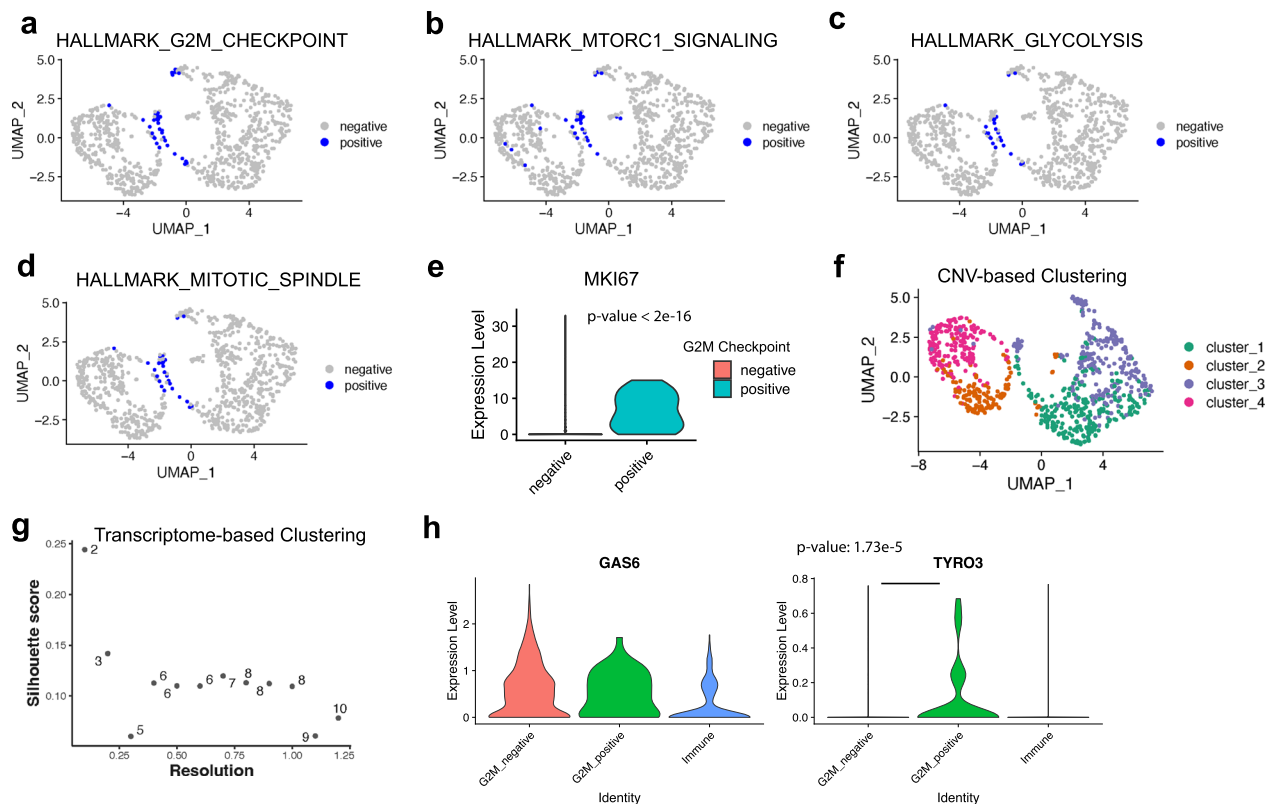 a
HALLMARK_G2M_CHECKPOINT
5.0
2.5
0.0
−2.5
UMAP_2
−4
0
4
UMAP_1
negative
positive
b
HALLMARK_MTORC1_SIGNALING
5.0
2.5
0.0
−2.5
UMAP_2
−4
0
4
UMAP_1
negative
positive
c
HALLMARK_GLYCOLYSIS
5.0
2.5
0.0
−2.5
UMAP_2
−4
0
4
UMAP_1
negative
positive
d
HALLMARK_MITOTIC_SPINDLE
5.0
2.5
0.0
−2.5
UMAP_2
−4
0
4
UMAP_1
negative
positive
e
MKI67
p-value < 2e-16
30
20
10
0
Expression Level
negative
positive
G2M Checkpoint
negative
positive
f
CNV-based Clustering
5.0
2.5
0.0
−2.5
UMAP_2
−8
−4
0
4
UMAP_1
cluster_1
cluster_2
cluster_3
cluster_4
g
Transcriptome-based Clustering
0.25
0.20
0.15
0.10
Silhouette score
2
3
5
6
6
6
7
8
8
8
9
10
0.25
0.50
0.75
1.00
1.25
Resolution
h
GAS6
2
1
0
Expression Level
G2M_negative
G2M_positive
Immune
Identity
p-value: 1.73e-5
TYRO3
0.8
0.6
0.4
0.2
0.0
Expression Level
G2M_negative
G2M_positive
Immune
Identity